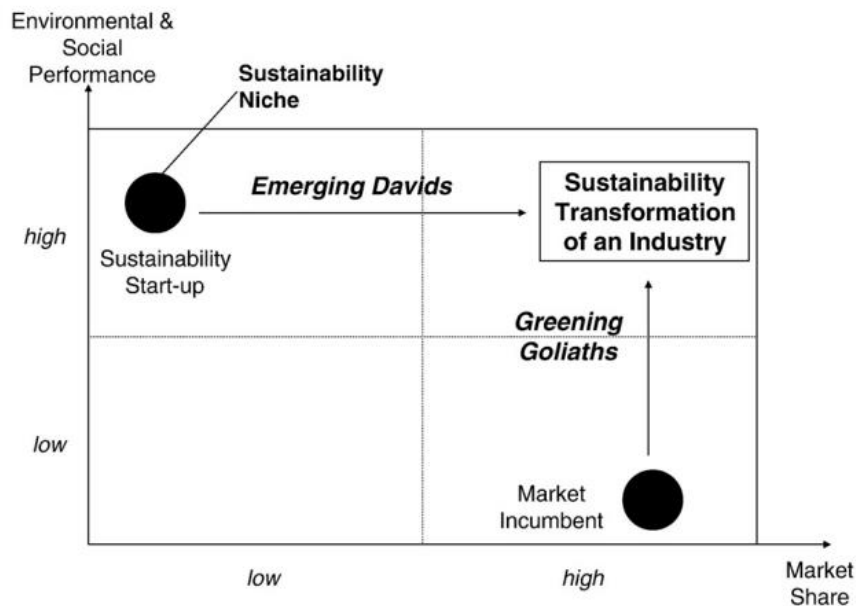 Environmental &
Social
Performance
Sustainability
Niche
Emerging Davids
Sustainability
Transformation
of an Industry
high
Sustainability
Start-up
Greening
Goliaths
low
Market
Incumbent
low
high
Market
Share